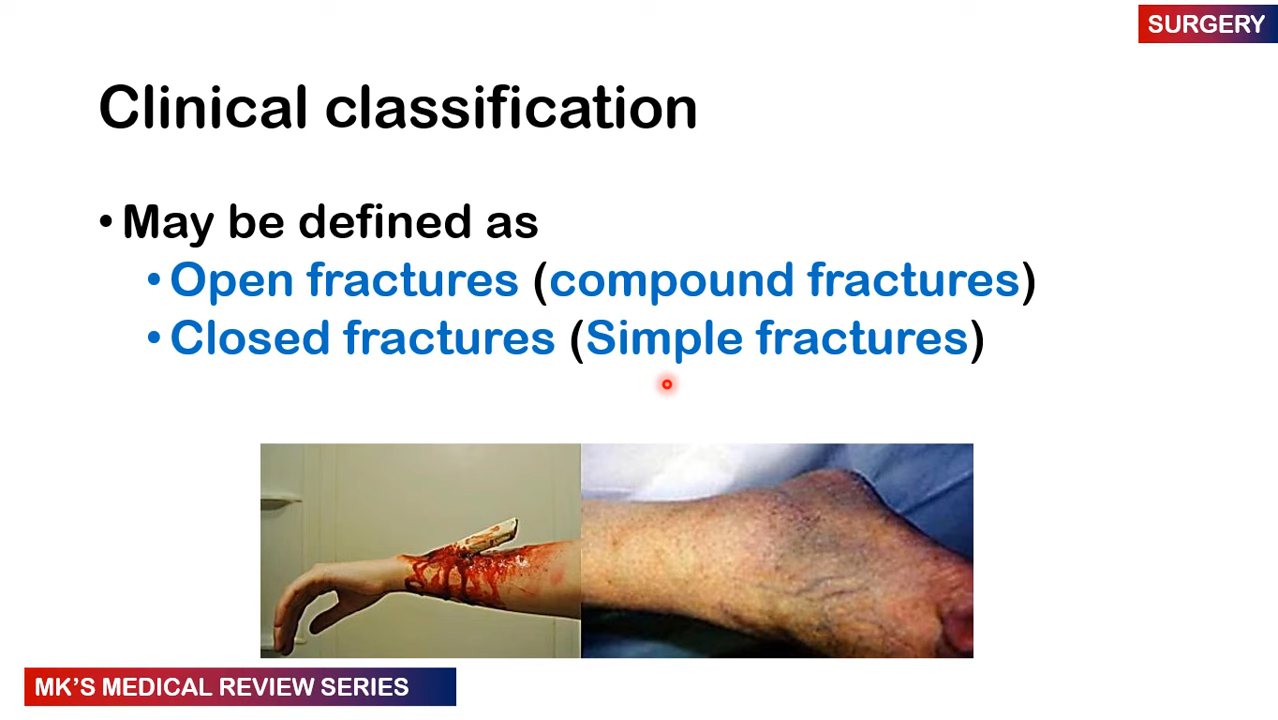 SURGERY
Clinical classification
• May be defined as
• Open fractures (compound fractures)
• Closed fractures (Simple fractures)
MK’S MEDICAL REVIEW SERIES